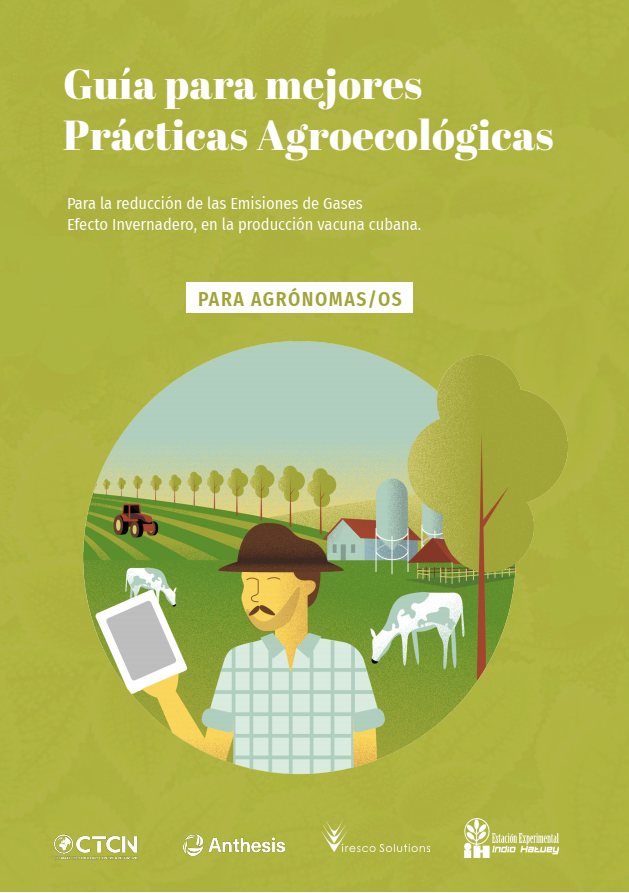 Guía para mejores
Prácticas Agroecológicas
Para la reducción de las Emisiones de Gases
Efecto Invernadero, en la producción vacuna cubana.
PARA AGRÓNOMAS/OS
CTCN
Anthesis
Viresco Solutions
Estación Experimental
iH Indio Hatuey